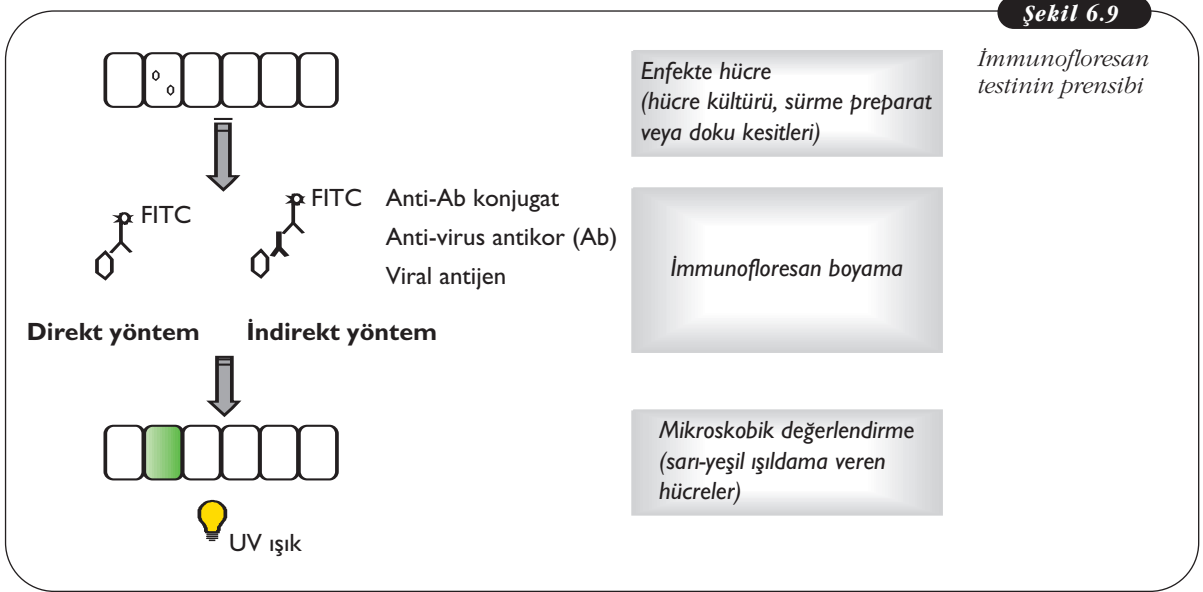 Şekil 6.9
İmmunofloresan
testinin prensibi
Enfekte hücre
(hücre kültürü, sürme preparat
veya doku kesitleri)
FITC
FITC
Anti-Ab konjugat
Anti-virus antikor (Ab)
Viral antijen
İmmunofloresan boyama
Direkt yöntem
İndirekt yöntem
Mikroskobik değerlendirme
(sarı-yeşil ışıldama veren
hücreler)
UV ışık